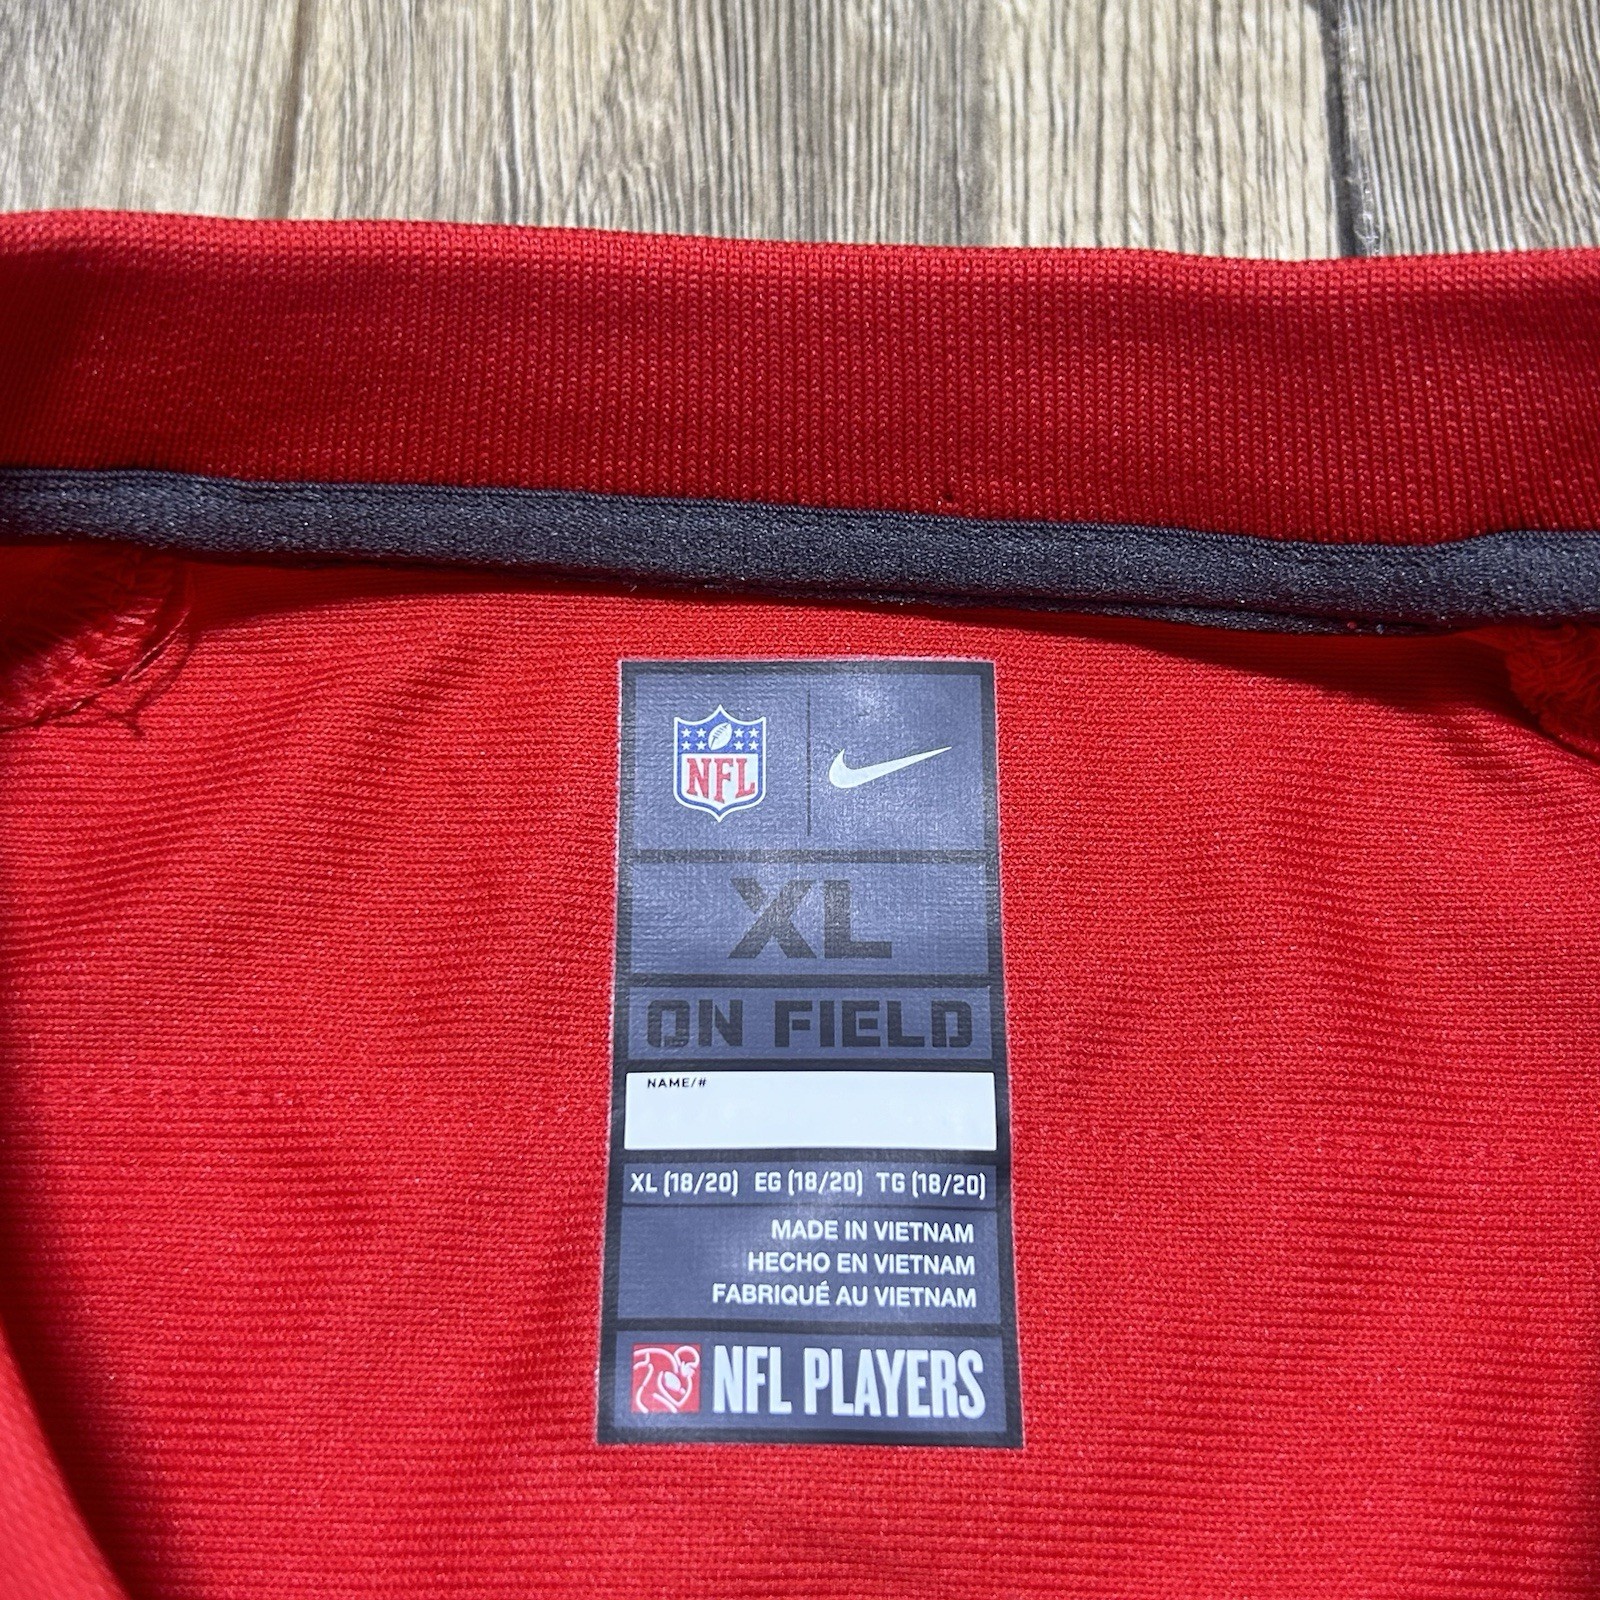 NFL
XL
ON FIELD
NAME/#
XL (18/20) EG (18/20) TG (18/20)
MADE IN VIETNAM
HECHO EN VIETNAM
FABRIQUÉ AU VIETNAM
NFL PLAYERS